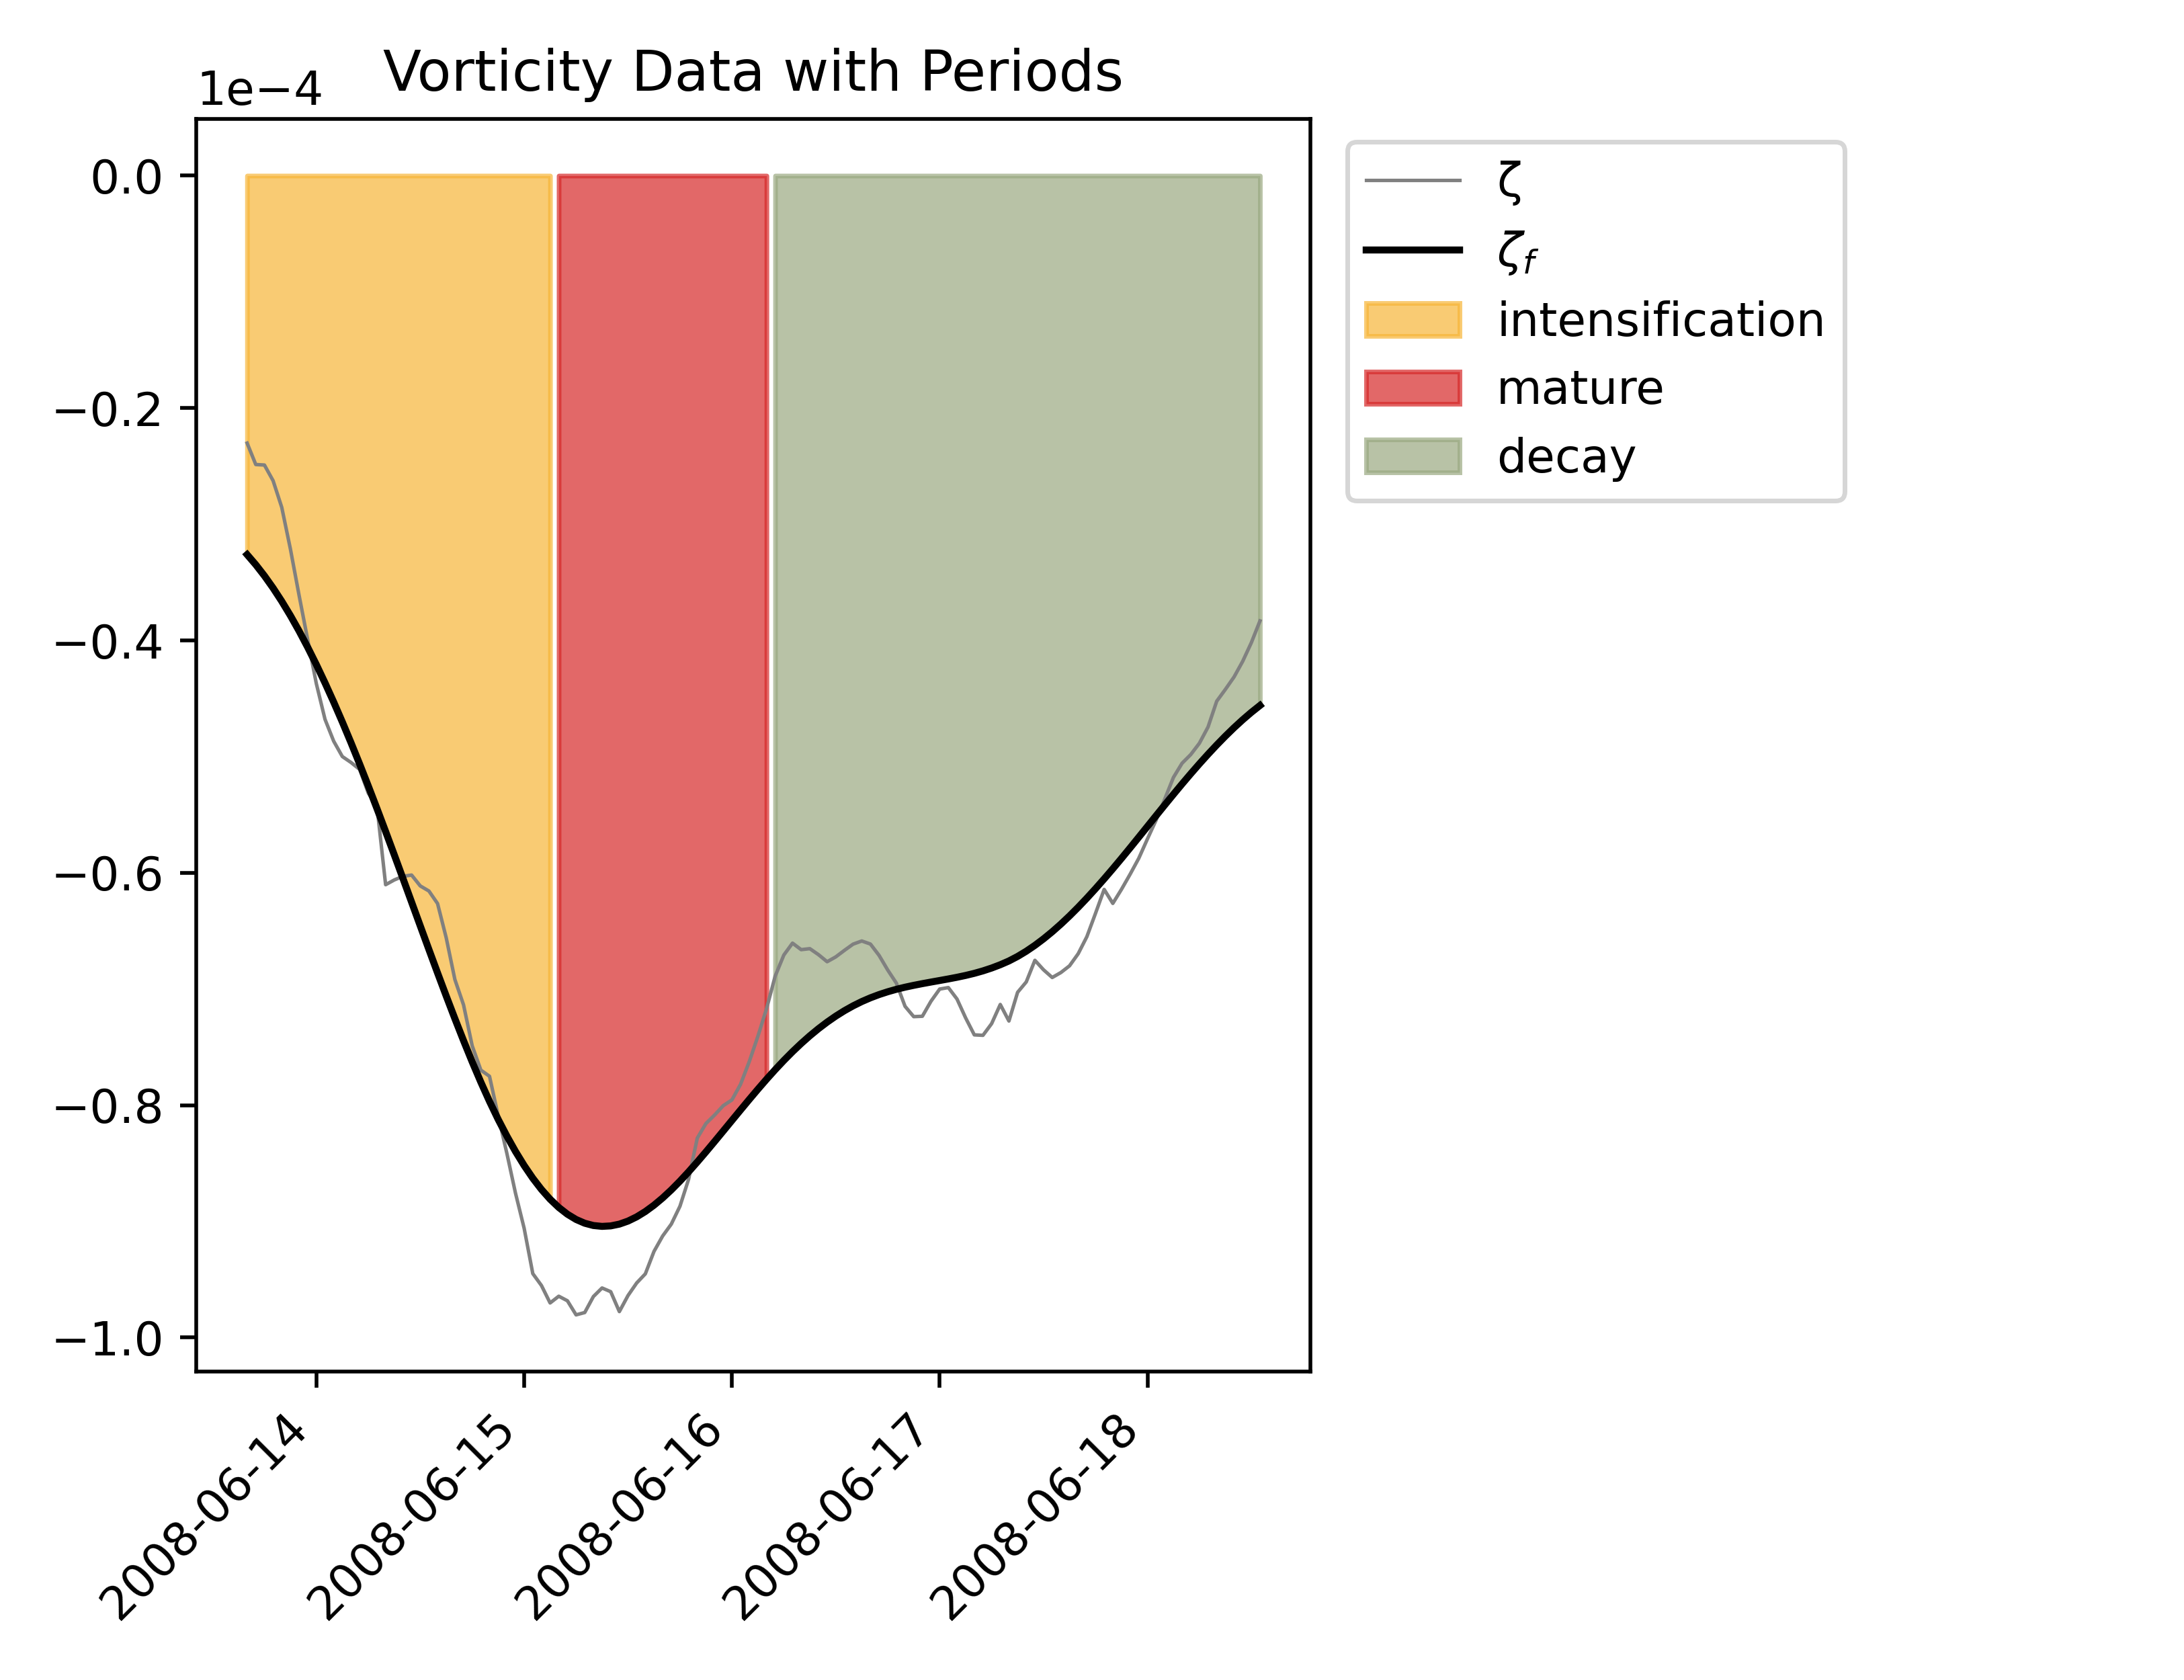 Vorticity Data with Periods
1e−4
0.0
−0.2
−0.4
−0.6
−0.8
−1.0
2008-06-14
2008-06-15
2008-06-16
2008-06-17
2008-06-18
ζ
ζf
intensification
mature
decay